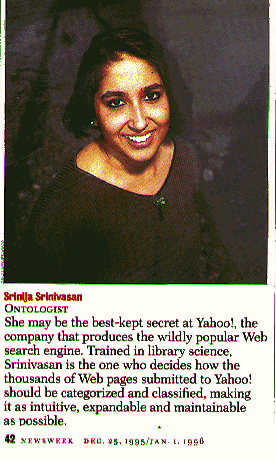 Srinija Srinivasan
ONTOLOGIST
She may be the best-kept secret at Yahoo!, the
company that produces the wildly popular Web
search engine. Trained in library science,
Srinivasan is the one who decides how the
thousands of Web pages submitted to Yahoo!
should be categorized and classified, making
it as intuitive, expandable and maintainable
as possible.
42 NEWSWEEK DEC. 25, 1995/JAN. 1, 1996